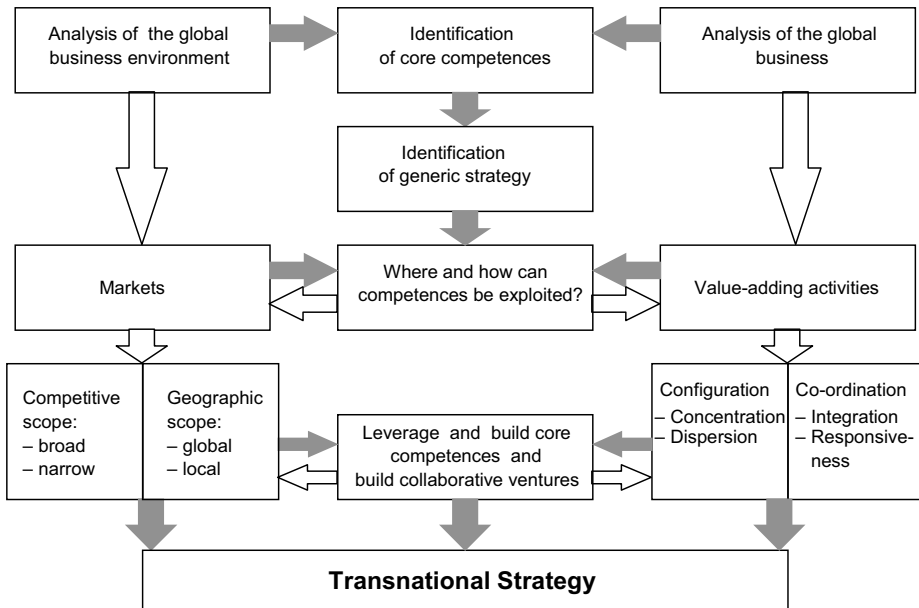 Analysis of the global
business environment
Identification
of core competences
Analysis of the global
business
Identification
of generic strategy
Markets
Where and how can
competences be exploited?
Value-adding activities
Competitive
scope:
– broad
– narrow
Geographic
scope:
– global
– local
Leverage and build core
competences and
build collaborative ventures
Configuration
– Concentration
– Dispersion
Co-ordination
– Integration
– Responsive-
ness
Transnational Strategy